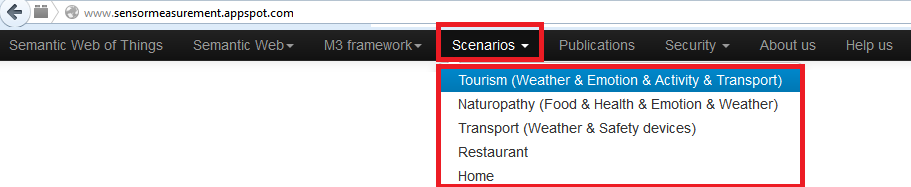 www.sensormeasurement.appspot.com
Semantic Web of Things Semantic Web M3 framework Scenarios Publications Security About us Help us
Tourism (Weather & Emotion & Activity & Transport)
Naturopathy (Food & Health & Emotion & Weather)
Transport (Weather & Safety devices)
Restaurant
Home